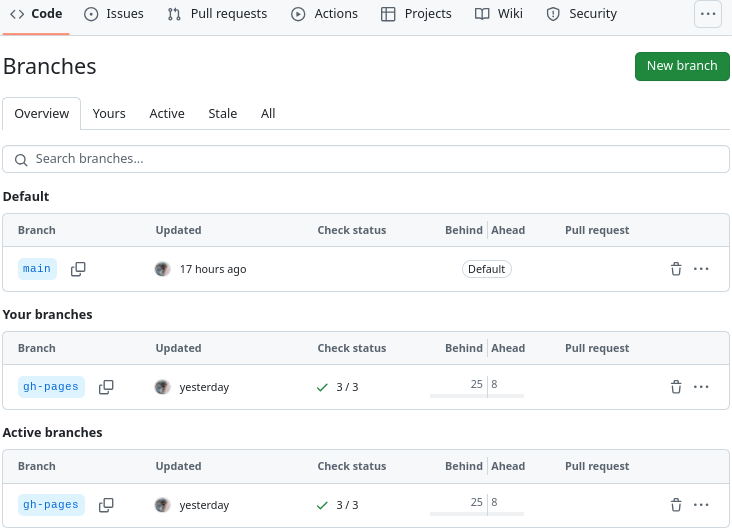 Code Issues Pull requests Actions Projects Wiki Security
Branches
New branch
Overview Yours Active Stale All
Search branches...
Default
Branch Updated Check status Behind Ahead Pull request
main 17 hours ago Default
Your branches
Branch Updated Check status Behind Ahead Pull request
gh-pages yesterday 3 / 3 25 8
Active branches
Branch Updated Check status Behind Ahead Pull request
gh-pages yesterday 3 / 3 25 8